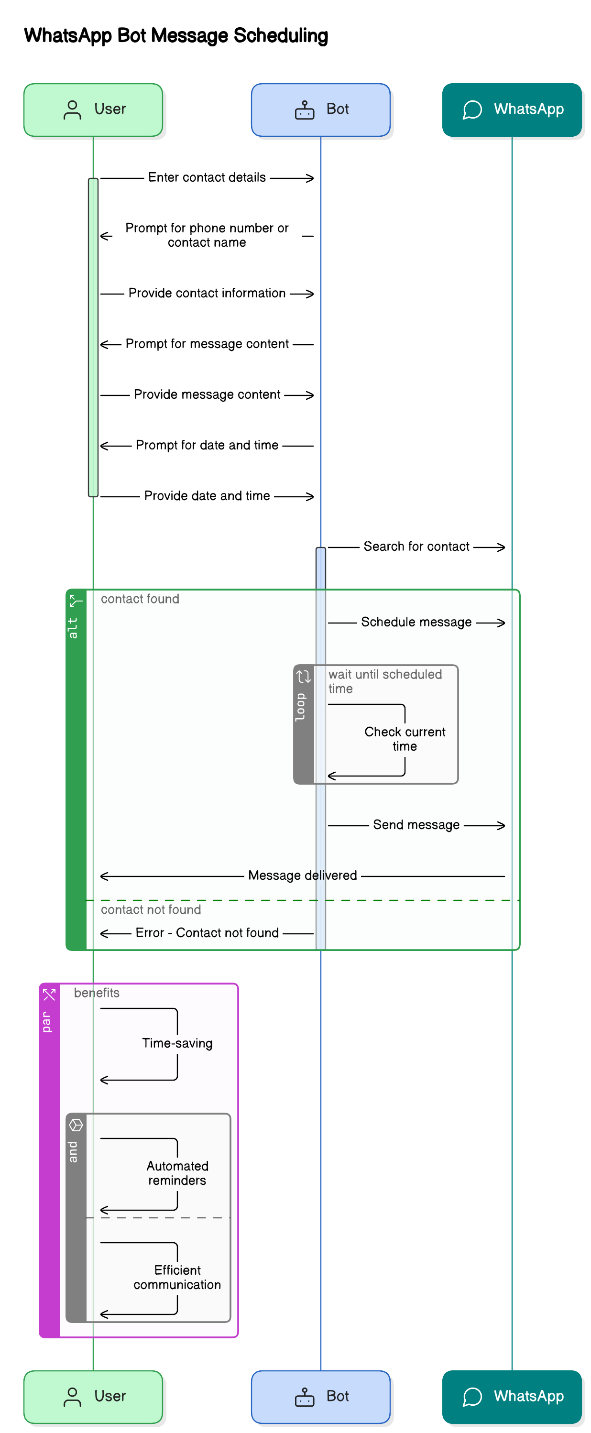 WhatsApp Bot Message Scheduling
User
Bot
WhatsApp
Enter contact details
Prompt for phone number or
contact name
Provide contact information
Prompt for message content
Provide message content
Prompt for date and time
Provide date and time
Search for contact
alt
contact found
Schedule message
loop
wait until scheduled
time
Check current
time
Send message
Message delivered
contact not found
Error - Contact not found
par
benefits
Time-saving
and
Automated
reminders
Efficient
communication
User
Bot
WhatsApp